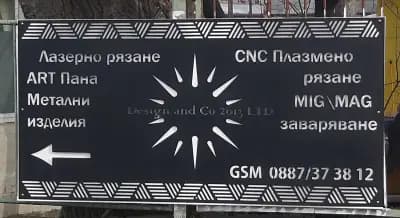 Лазерно рязане
ART Пана
Метални
изделия
CNC Плазмено
рязане
MIG\MAG
заваряване
Design and Co 2013 LTD
GSM 0887/37 38 12